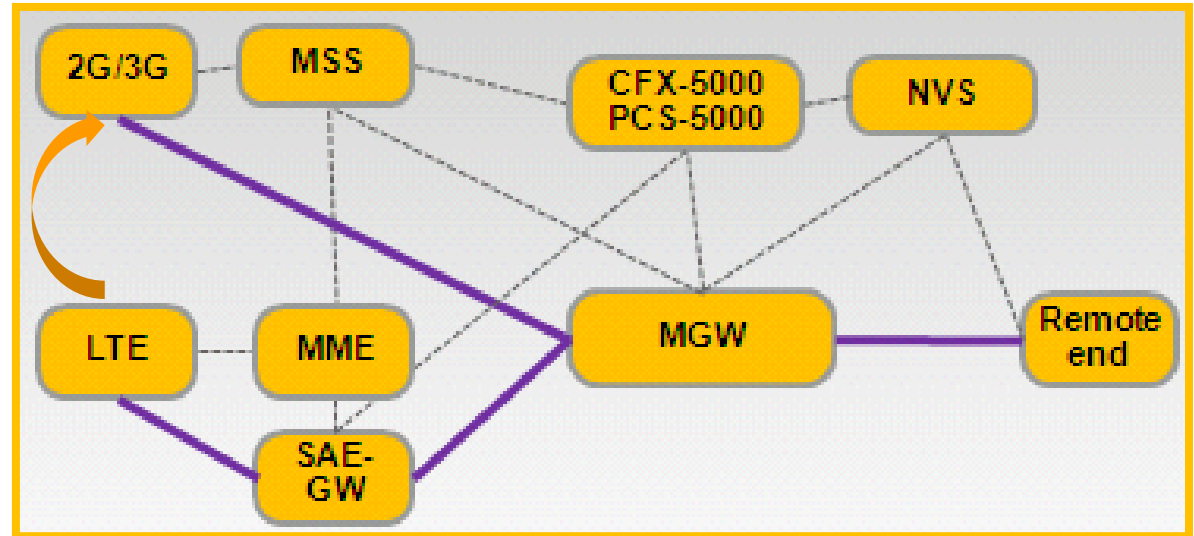 2G/3G
MSS
CFX-5000
PCS-5000
NVS
LTE
MME
MGW
Remote
end
SAE-
GW